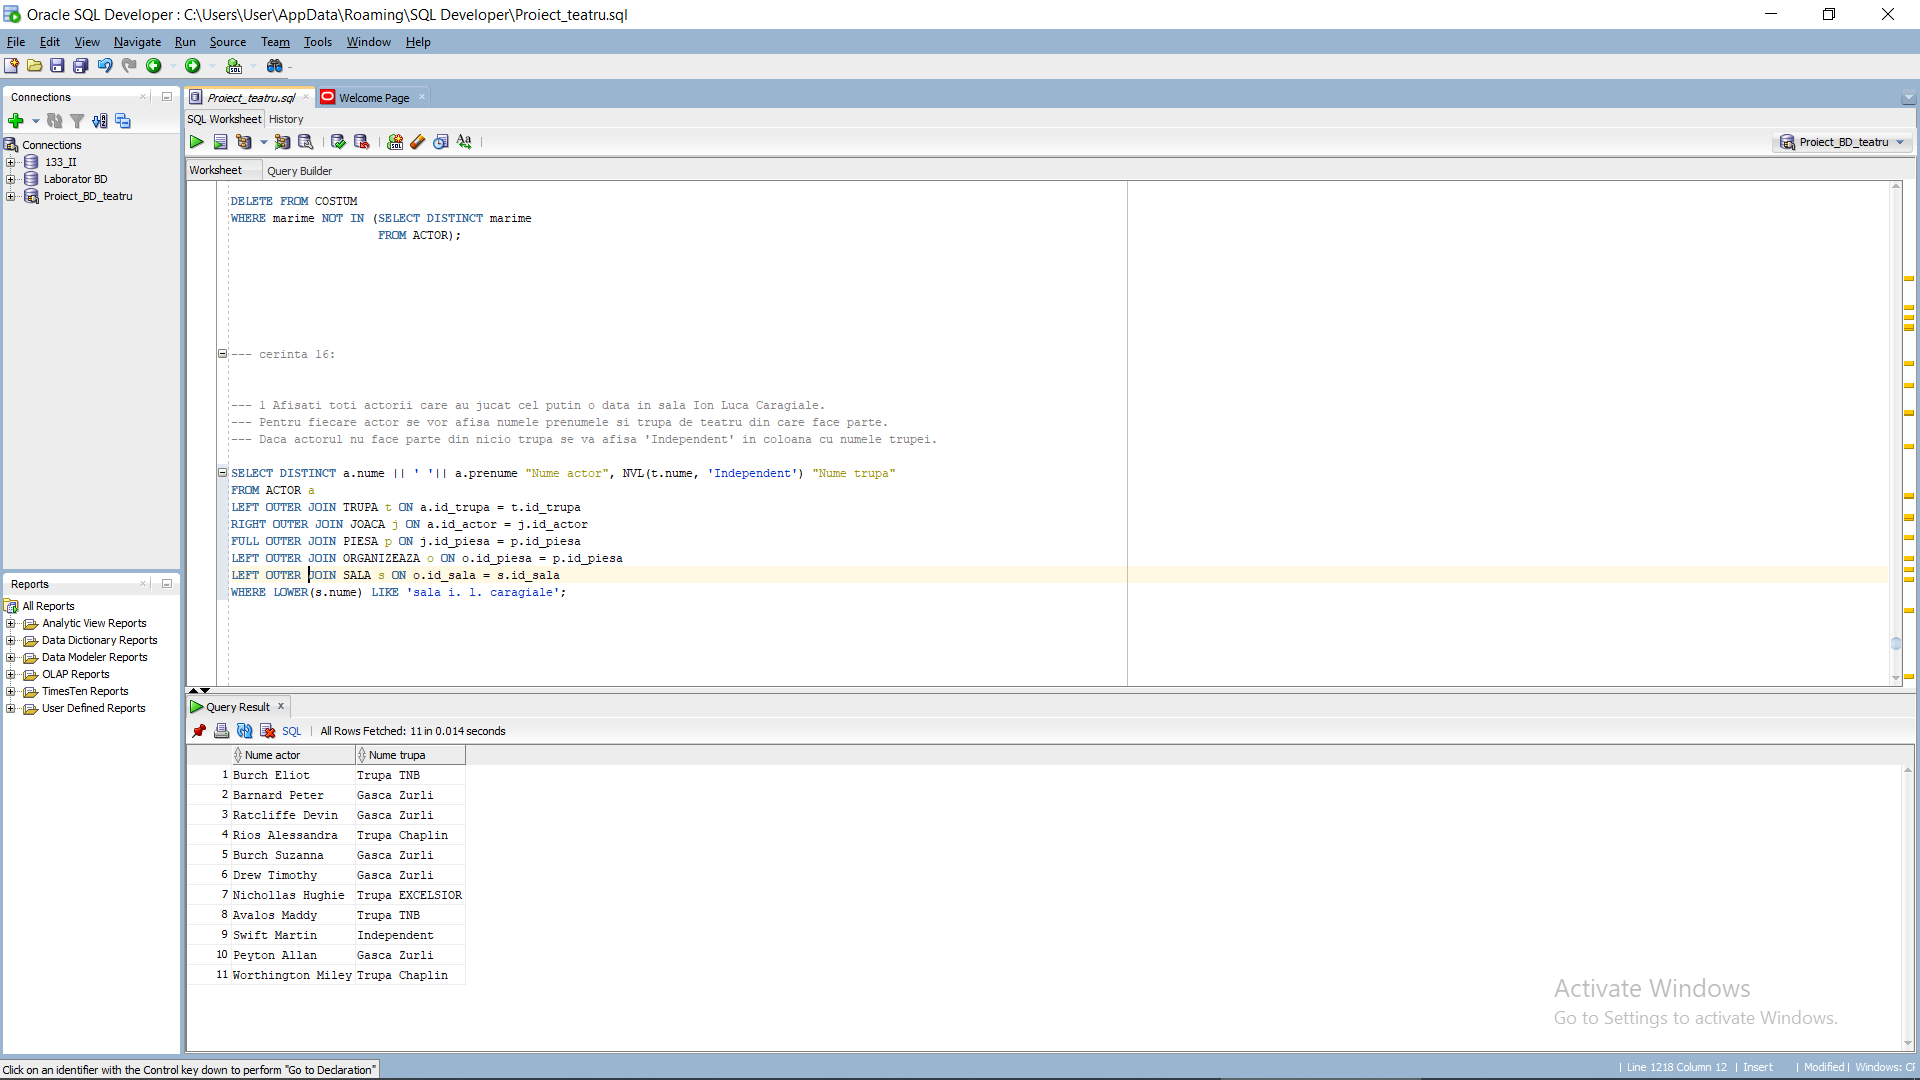 Oracle SQL Developer : C:\Users\User\AppData\Roaming\SQL Developer\Proiect_teatru.sql
File Edit View Navigate Run Source Team Tools Window Help
Connections
Proiect_teatru.sql
Welcome Page
SQL Worksheet History
Proiect_BD_teatru
Worksheet Query Builder
Connections
133_II
Laborator BD
Proiect_BD_teatru
DELETE FROM COSTUM
WHERE marime NOT IN (SELECT DISTINCT marime
FROM ACTOR);
--- cerinta 16:
--- 1 Afisati toti actorii care au jucat cel putin o data in sala Ion Luca Caragiale.
--- Pentru fiecare actor se vor afisa numele prenumele si trupa de teatru din care face parte.
--- Daca actorul nu face parte din nicio trupa se va afisa 'Independent' in coloana cu numele trupei.
SELECT DISTINCT a.nume || ' '|| a.prenume "Nume actor", NVL(t.nume, 'Independent') "Nume trupa"
FROM ACTOR a
LEFT OUTER JOIN TRUPA t ON a.id_trupa = t.id_trupa
RIGHT OUTER JOIN JOACA j ON a.id_actor = j.id_actor
FULL OUTER JOIN PIESA p ON j.id_piesa = p.id_piesa
LEFT OUTER JOIN ORGANIZEAZA o ON o.id_piesa = p.id_piesa
LEFT OUTER JOIN SALA s ON o.id_sala = s.id_sala
WHERE LOWER(s.nume) LIKE 'sala i. l. caragiale';
Reports
All Reports
Analytic View Reports
Data Dictionary Reports
Data Modeler Reports
OLAP Reports
TimesTen Reports
User Defined Reports
Query Result
SQL | All Rows Fetched: 11 in 0.014 seconds
Nume actor Nume trupa
1 Burch Eliot Trupa TNB
2 Barnard Peter Gasca Zurli
3 Ratcliffe Devin Gasca Zurli
4 Rios Alessandra Trupa Chaplin
5 Burch Suzanna Gasca Zurli
6 Drew Timothy Gasca Zurli
7 Nichollas Hughie Trupa EXCELSIOR
8 Avalos Maddy Trupa TNB
9 Swift Martin Independent
10 Peyton Allan Gasca Zurli
11 Worthington Miley Trupa Chaplin
Activate Windows
Go to Settings to activate Windows.
Click on an identifier with the Control key down to perform "Go to Declaration"
| Line 1218 Column 12 | Insert | Modified | Windows: CF